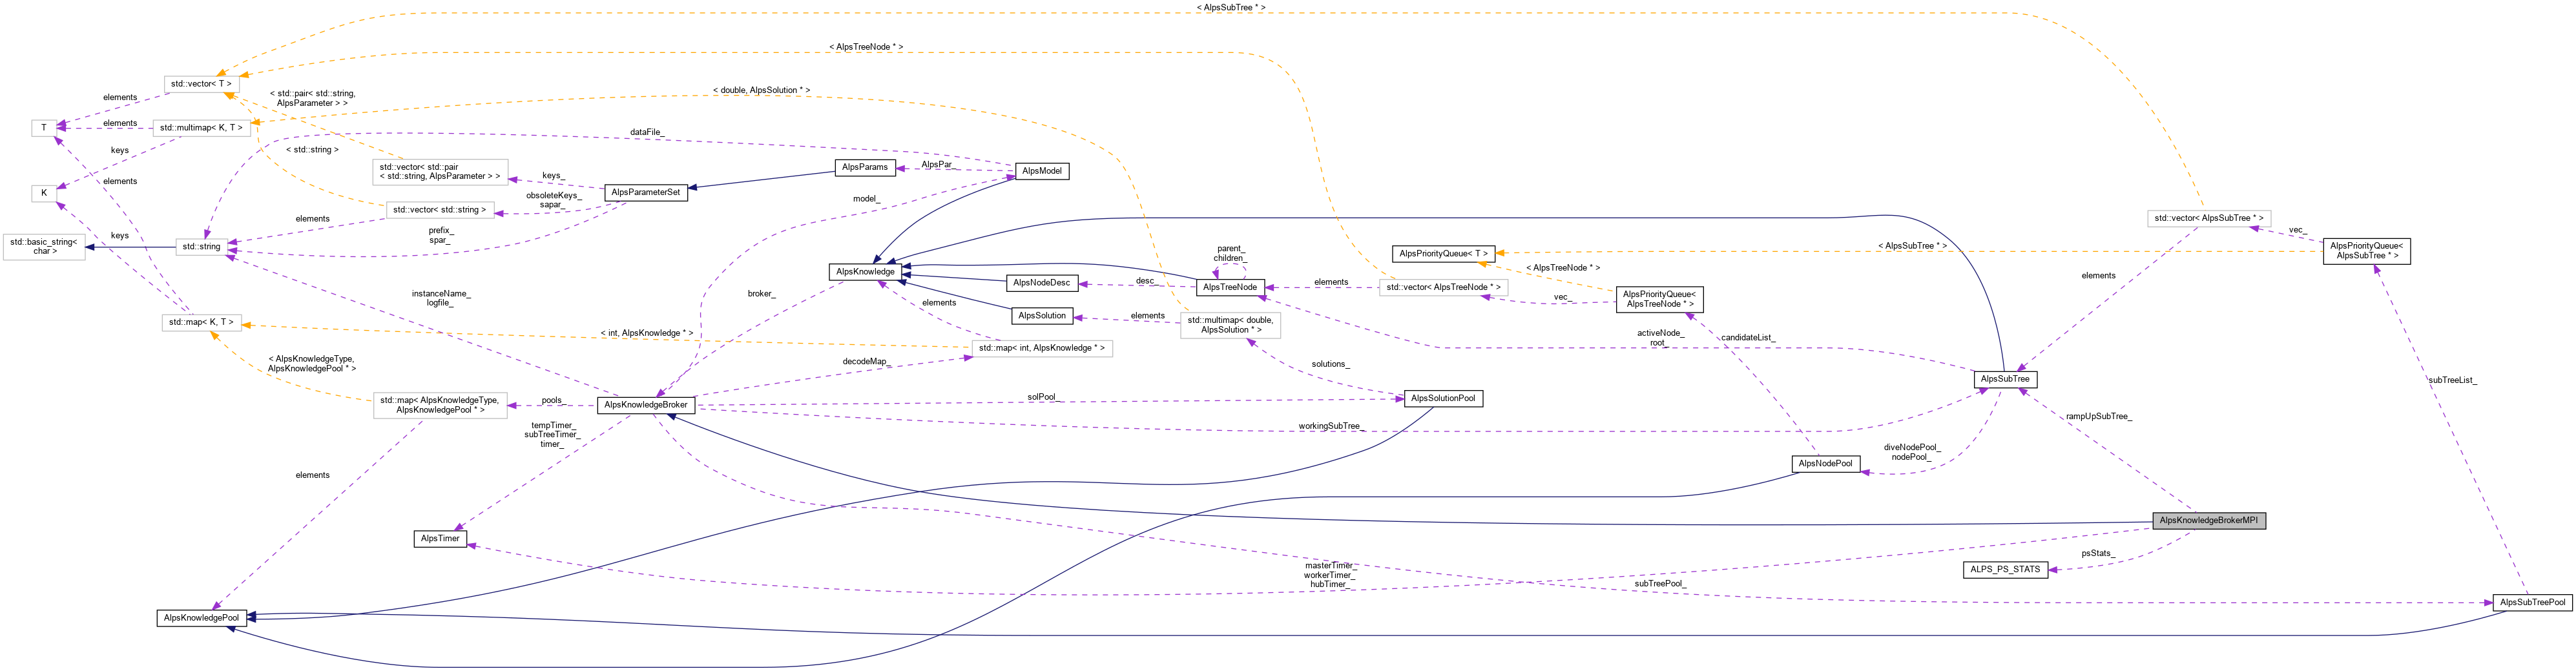 < AlpsSubTree * >
< AlpsTreeNode * >
std::vector< T >
< std::pair< std::string,
AlpsParameter > >
< double, AlpsSolution * >
elements
T
elements
std::multimap< K, T >
dataFile_
keys
< std::string >
std::vector< std::pair
< std::string, AlpsParameter > >
AlpsParams
AlpsPar_
AlpsModel
elements
keys_
K
AlpsParameterSet
obsoleteKeys_
sapar_
model_
std::vector< std::string >
elements
std::vector< AlpsSubTree * >
vec_
keys
prefix_
spar_
std::basic_string<
char >
std::string
AlpsPriorityQueue< T >
< AlpsSubTree * >
AlpsPriorityQueue<
AlpsSubTree * >
parent_
children_
< AlpsTreeNode * >
AlpsKnowledge
AlpsNodeDesc
desc_
AlpsTreeNode
elements
std::vector< AlpsTreeNode * >
vec_
AlpsPriorityQueue<
AlpsTreeNode * >
elements
instanceName_
logfile_
broker_
elements
AlpsSolution
elements
std::multimap< double,
AlpsSolution * >
std::map< K, T >
< int, AlpsKnowledge * >
std::map< int, AlpsKnowledge * >
activeNode_
root_
candidateList_
< AlpsKnowledgeType,
AlpsKnowledgePool * >
decodeMap_
solutions_
AlpsSubTree
subTreeList_
std::map< AlpsKnowledgeType,
AlpsKnowledgePool * >
pools_
AlpsKnowledgeBroker
solPool_
AlpsSolutionPool
rampUpSubTree_
tempTimer_
subTreeTimer_
timer_
workingSubTree_
diveNodePool_
nodePool_
elements
AlpsNodePool
AlpsKnowledgeBrokerMPI
AlpsTimer
psStats_
masterTimer_
workerTimer_
hubTimer_
subTreePool_
ALPS_PS_STATS
AlpsSubTreePool
AlpsKnowledgePool